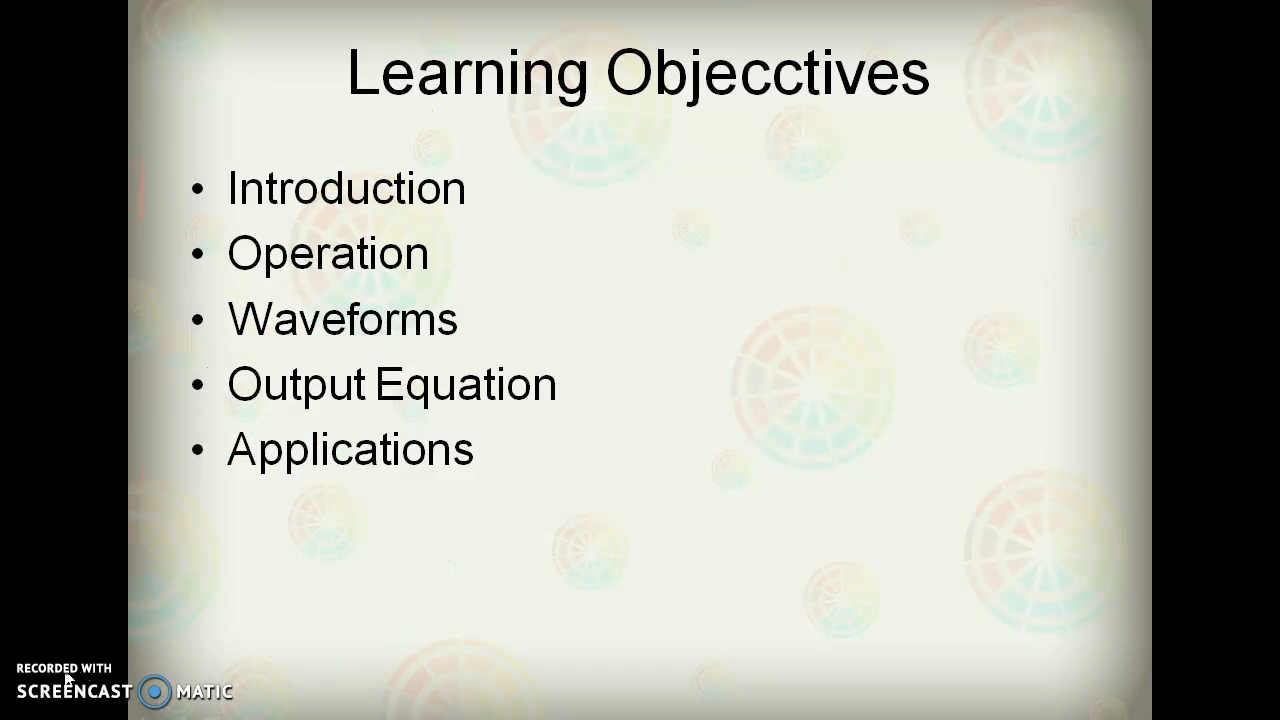 Learning Objecctives
• Introduction
• Operation
• Waveforms
• Output Equation
• Applications
RECORDED WITH
SCREENCAST MATIC